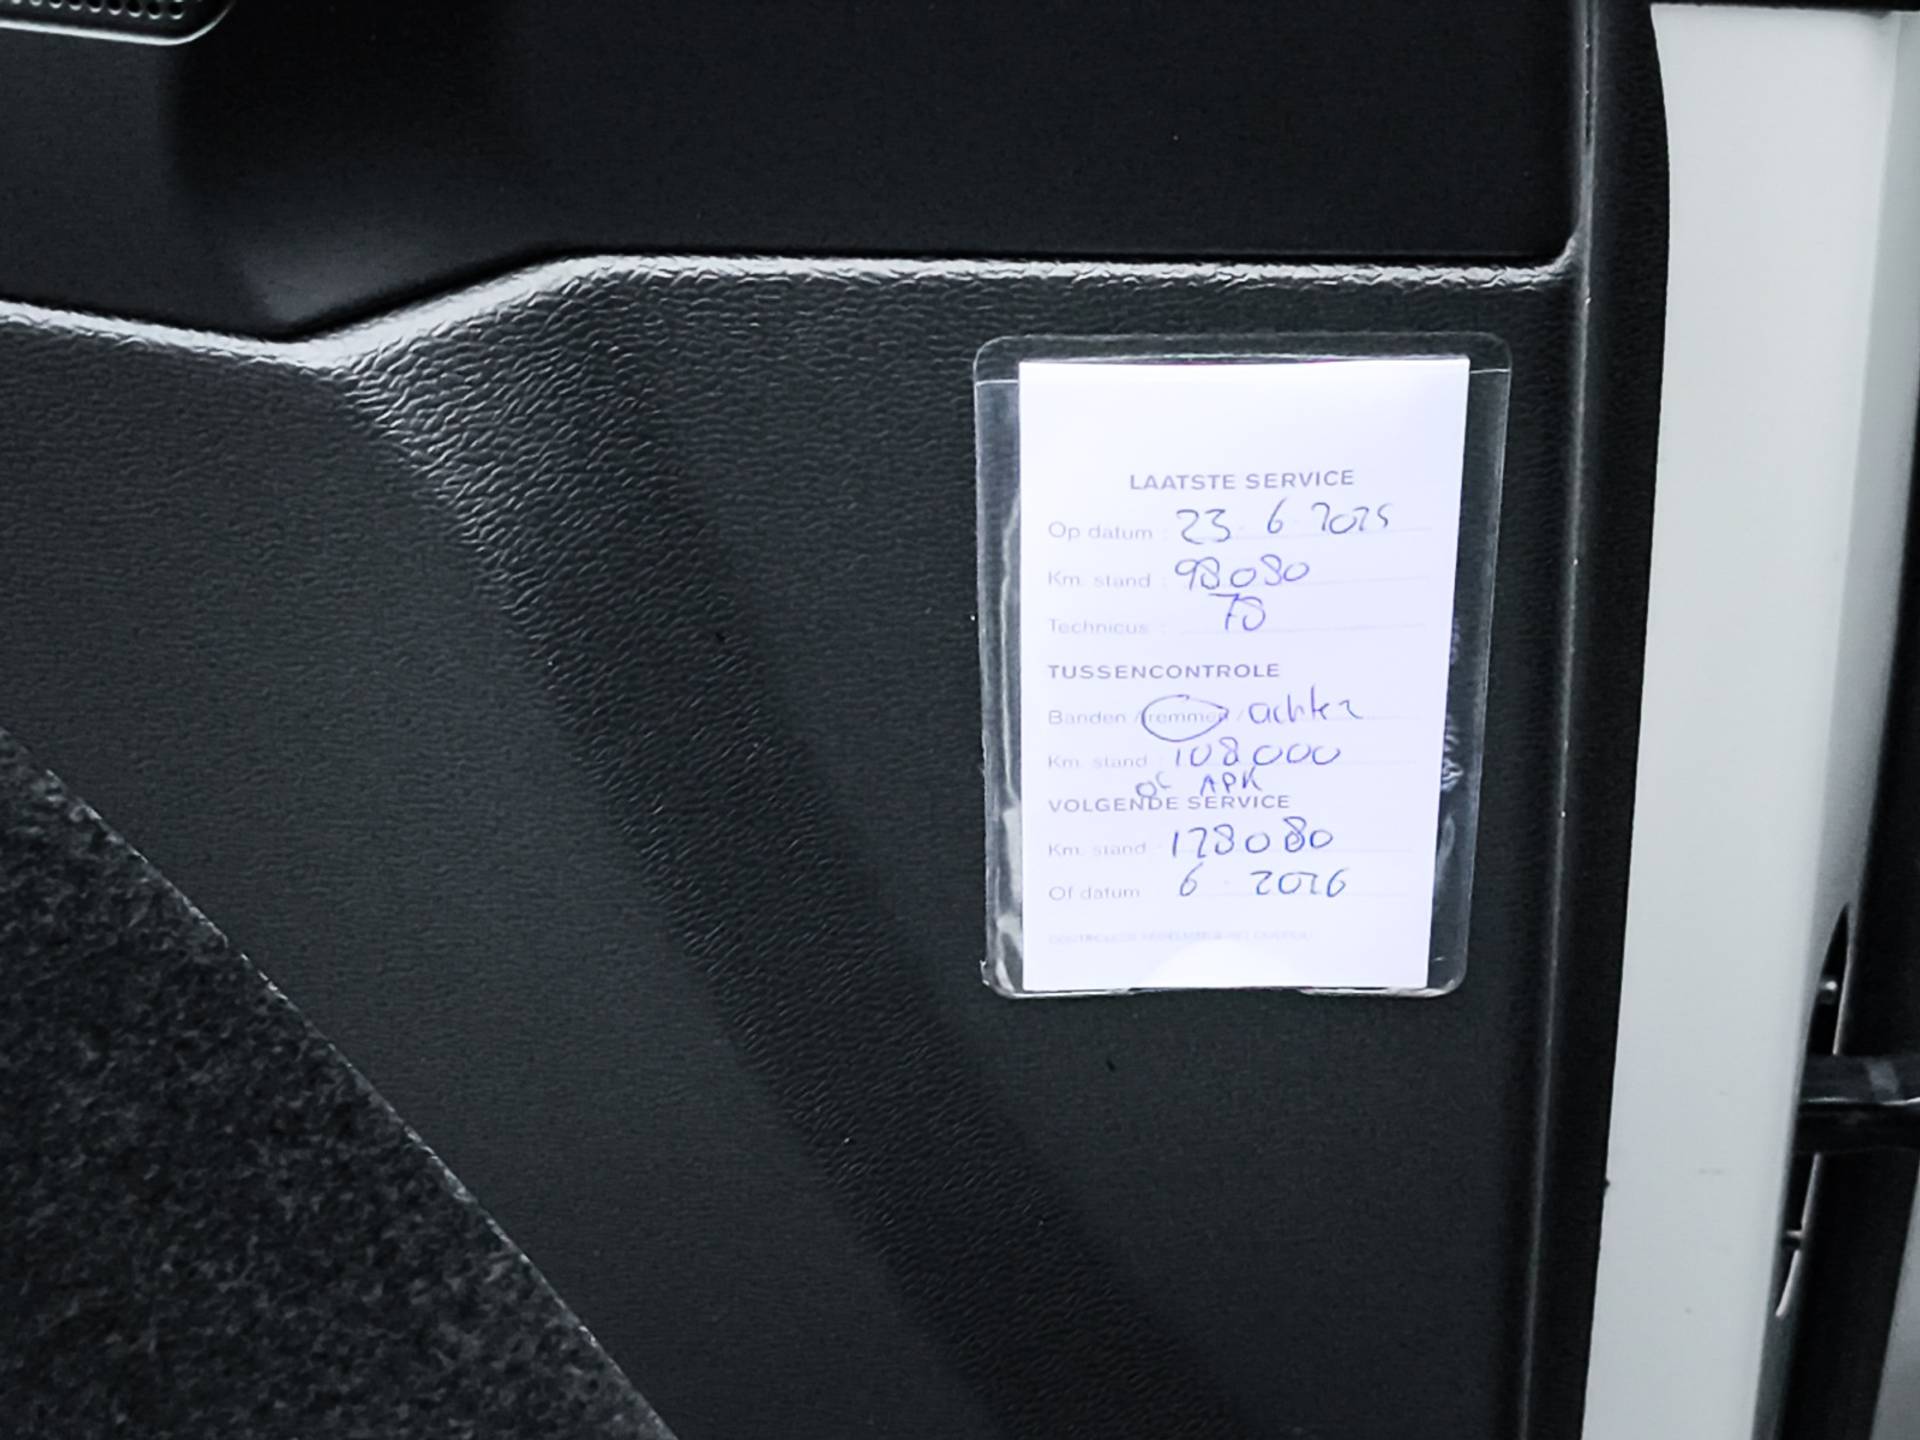 LAATSTE SERVICE
Op datum : 23 - 6 2025
Km. stand : 98080
Technicus : 78
TUSSENCONTROLE
Banden / remmen / achter
Km. stand : 108000
of APK
VOLGENDE SERVICE
Km. stand : 128080
Of datum 6 - 2026